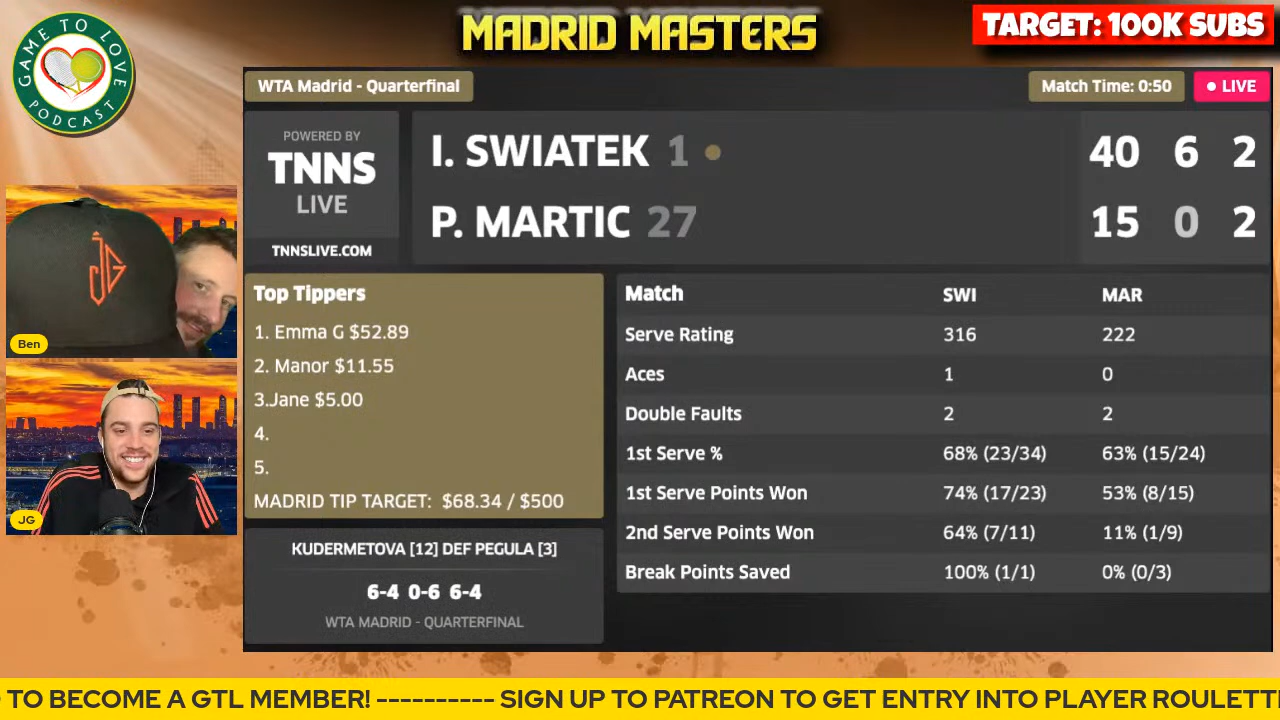 GAME TO LOVE
PODCAST
MADRID MASTERS
TARGET: 100K SUBS
WTA Madrid - Quarterfinal
Match Time: 0:50
LIVE
POWERED BY
TNNS
LIVE
TNNSLIVE.COM
I. SWIATEK 1 40 6 2
P. MARTIC 27 15 0 2
JG
Ben
JG
Top Tippers
1. Emma G $52.89
2. Manor $11.55
3.Jane $5.00
4.
5.
MADRID TIP TARGET: $68.34 / $500
KUDERMETOVA [12] DEF PEGULA [3]
6-4 0-6 6-4
WTA MADRID - QUARTERFINAL
Match SWI MAR
Serve Rating 316 222
Aces 1 0
Double Faults 2 2
1st Serve % 68% (23/34) 63% (15/24)
1st Serve Points Won 74% (17/23) 53% (8/15)
2nd Serve Points Won 64% (7/11) 11% (1/9)
Break Points Saved 100% (1/1) 0% (0/3)
TO BECOME A GTL MEMBER! ---------- SIGN UP TO PATREON TO GET ENTRY INTO PLAYER ROULETT